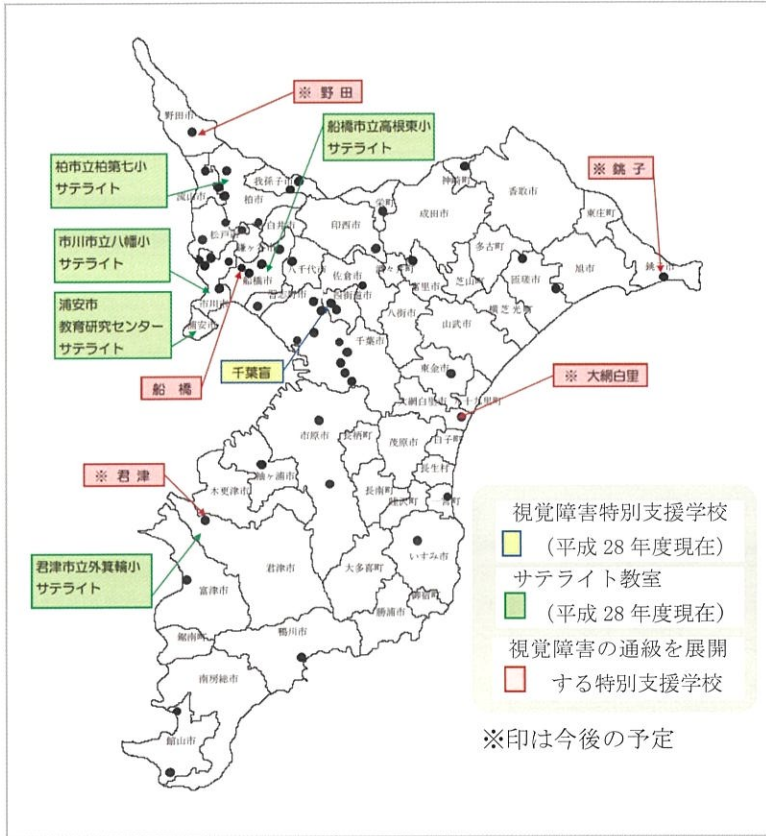 ※ 野田
野田市
船橋市立高根東小
サテライト
柏市立柏第七小
サテライト
※ 銚子
我孫子市
柏市
流山市
神崎町
香取市
栄町
成田市
東庄町
印西市
白井市
松戸市
鎌ヶ谷市
市川市立八幡小
サテライト
多古町
旭市
銚子市
八千代市
佐倉市
酒々井町
富里市
芝山町
匝瑳市
船橋市
習志野市
四街道市
八街市
横芝光町
市川市
浦安市
教育研究センター
サテライト
浦安市
山武市
千葉市
千葉盲
船 橋
東金市
※ 大網白里
大網白里市
九十九里町
市原市
長柄町
茂原市
白子町
長生村
※ 君津
袖ヶ浦市
木更津市
長南町
睦沢町
一宮町
いすみ市
君津市立外箕輪小
サテライト
君津市
大多喜町
富津市
御宿町
勝浦市
鋸南町
鴨川市
南房総市
館山市
視覚障害特別支援学校
（平成 28 年度現在）
サテライト教室
（平成 28 年度現在）
視覚障害の通級を展開
する特別支援学校
※印は今後の予定